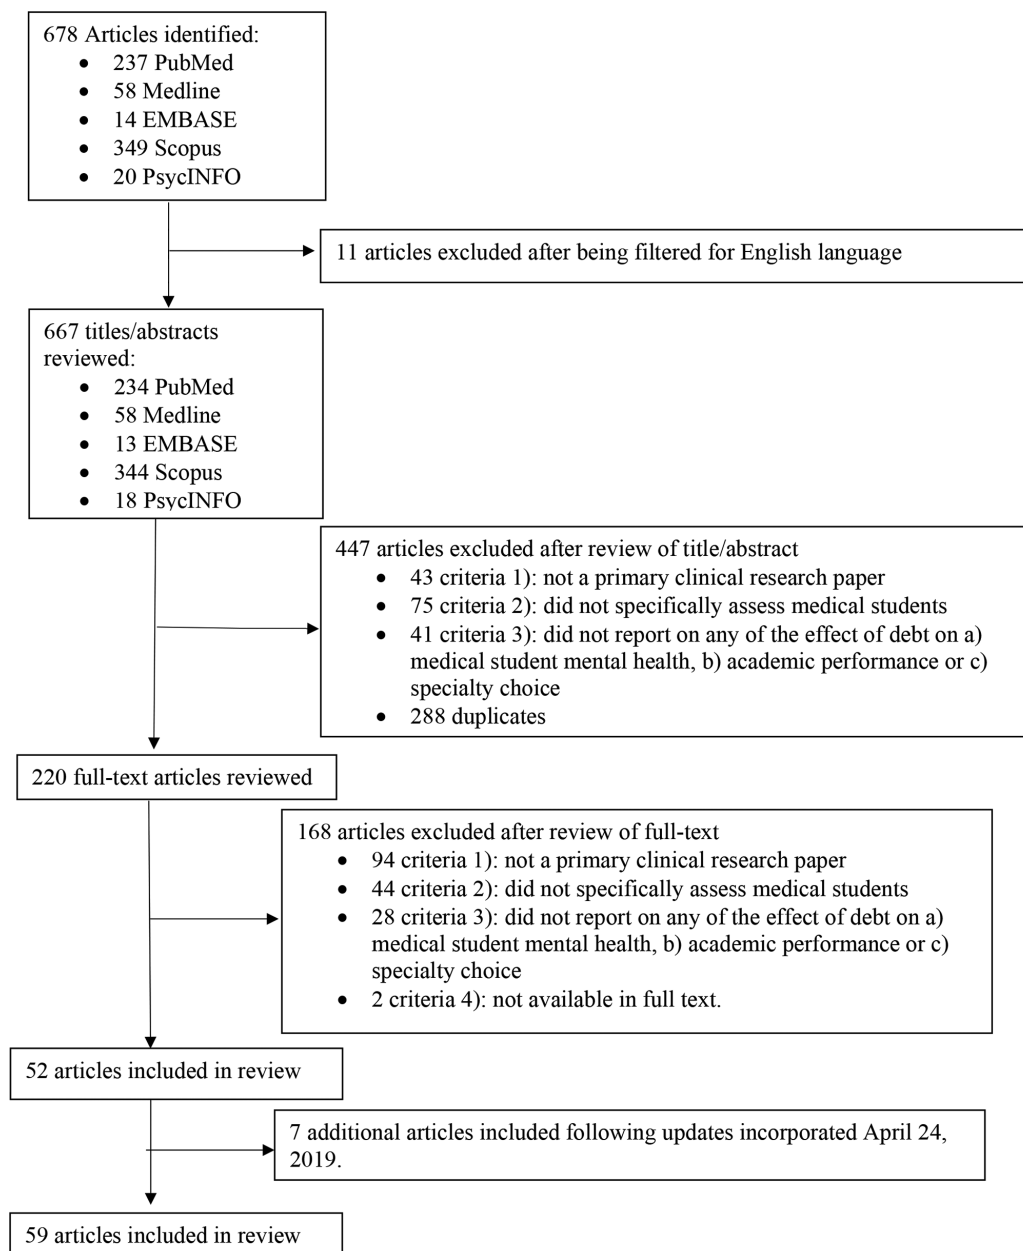 678 Articles identified:
• 237 PubMed
• 58 Medline
• 14 EMBASE
• 349 Scopus
• 20 PsycINFO
11 articles excluded after being filtered for English language
667 titles/abstracts
reviewed:
• 234 PubMed
• 58 Medline
• 13 EMBASE
• 344 Scopus
• 18 PsycINFO
447 articles excluded after review of title/abstract
• 43 criteria 1): not a primary clinical research paper
• 75 criteria 2): did not specifically assess medical students
• 41 criteria 3): did not report on any of the effect of debt on a)
medical student mental health, b) academic performance or c)
specialty choice
• 288 duplicates
220 full-text articles reviewed
168 articles excluded after review of full-text
• 94 criteria 1): not a primary clinical research paper
• 44 criteria 2): did not specifically assess medical students
• 28 criteria 3): did not report on any of the effect of debt on a)
medical student mental health, b) academic performance or c)
specialty choice
• 2 criteria 4): not available in full text.
52 articles included in review
7 additional articles included following updates incorporated April 24,
2019.
59 articles included in review